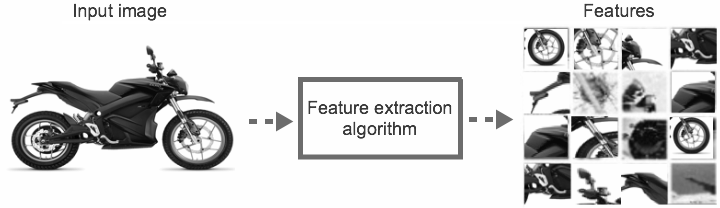 Input image
Features
Feature extraction
algorithm